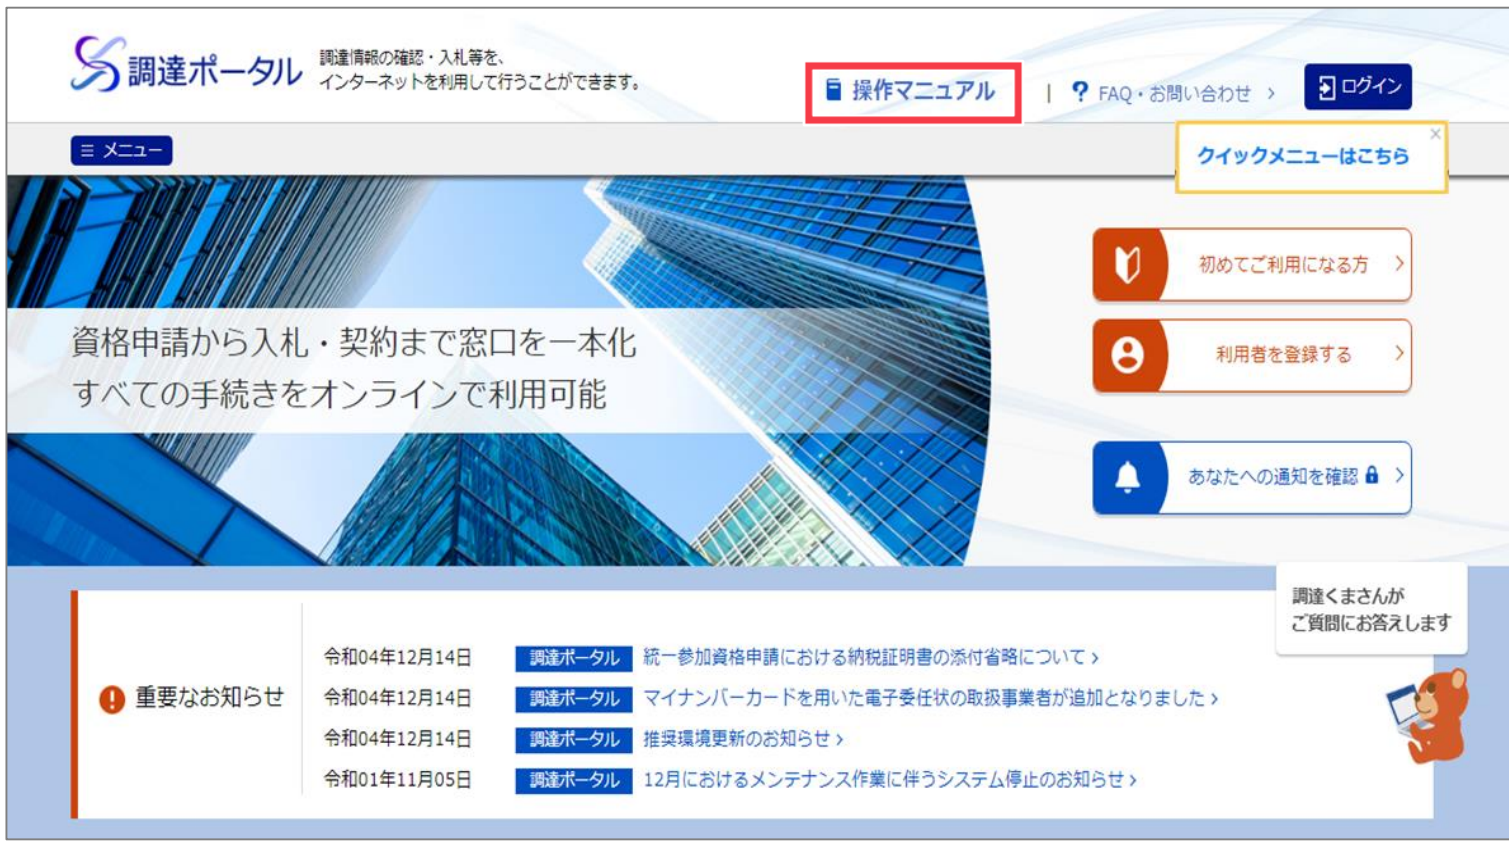 調達ポータル
調達情報の確認・入札等を、
インターネットを利用して行うことができます。
操作マニュアル
|
? FAQ・お問い合わせ >
ログイン
≡ メニュー
クイックメニューはこちら
×
初めてご利用になる方 >
利用者を登録する >
資格申請から入札・契約まで窓口を一本化
すべての手続きをオンラインで利用可能
あなたへの通知を確認 >
調達くまさんが
ご質問にお答えします
! 重要なお知らせ
令和04年12月14日 調達ポータル 統一参加資格申請における納税証明書の添付省略について >
令和04年12月14日 調達ポータル マイナンバーカードを用いた電子委任状の取扱事業者が追加となりました >
令和04年12月14日 調達ポータル 推奨環境更新のお知らせ >
令和01年11月05日 調達ポータル 12月におけるメンテナンス作業に伴うシステム停止のお知らせ >